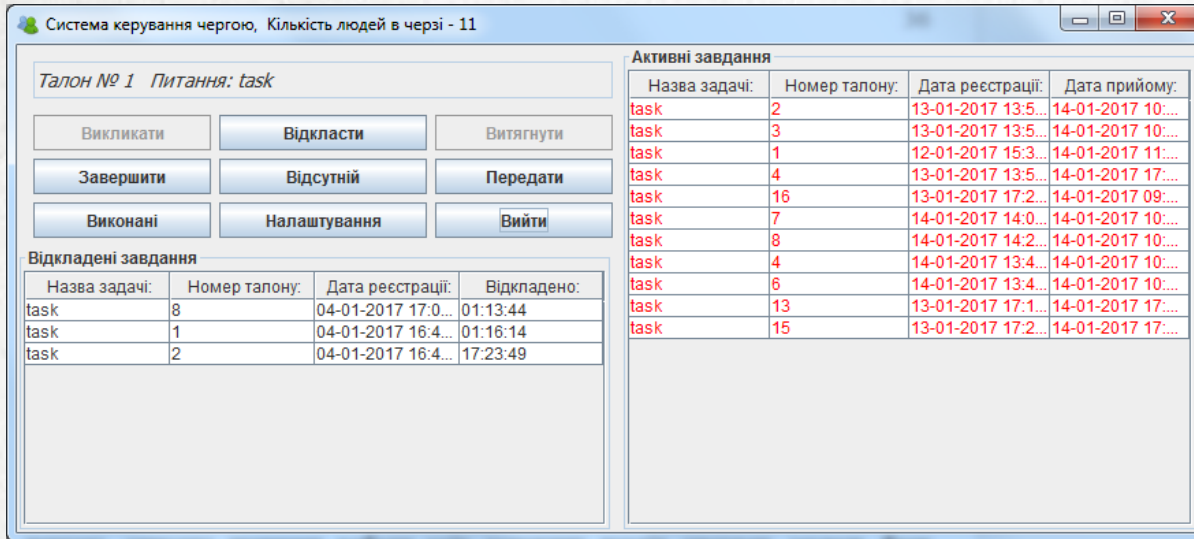 Система керування чергою, Кількість людей в черзі - 11
Талон № 1 Питання: task
Викликати Відкласти Витягнути
Завершити Відсутній Передати
Виконані Налаштування Вийти
Відкладені завдання
Назва задачі: Номер талону: Дата реєстрації: Відкладено:
task 8 04-01-2017 17:0... 01:13:44
task 1 04-01-2017 16:4... 01:16:14
task 2 04-01-2017 16:4... 17:23:49
Активні завдання
Назва задачі: Номер талону: Дата реєстрації: Дата прийому:
task 2 13-01-2017 13:5... 14-01-2017 10:...
task 3 13-01-2017 13:5... 14-01-2017 10:...
task 1 12-01-2017 15:3... 14-01-2017 11:...
task 4 13-01-2017 13:5... 14-01-2017 17:...
task 16 13-01-2017 17:2... 14-01-2017 09:...
task 7 14-01-2017 14:0... 14-01-2017 10:...
task 8 14-01-2017 14:2... 14-01-2017 10:...
task 4 14-01-2017 13:4... 14-01-2017 10:...
task 6 14-01-2017 13:4... 14-01-2017 10:...
task 13 13-01-2017 17:1... 14-01-2017 17:...
task 15 13-01-2017 17:2... 14-01-2017 17:...